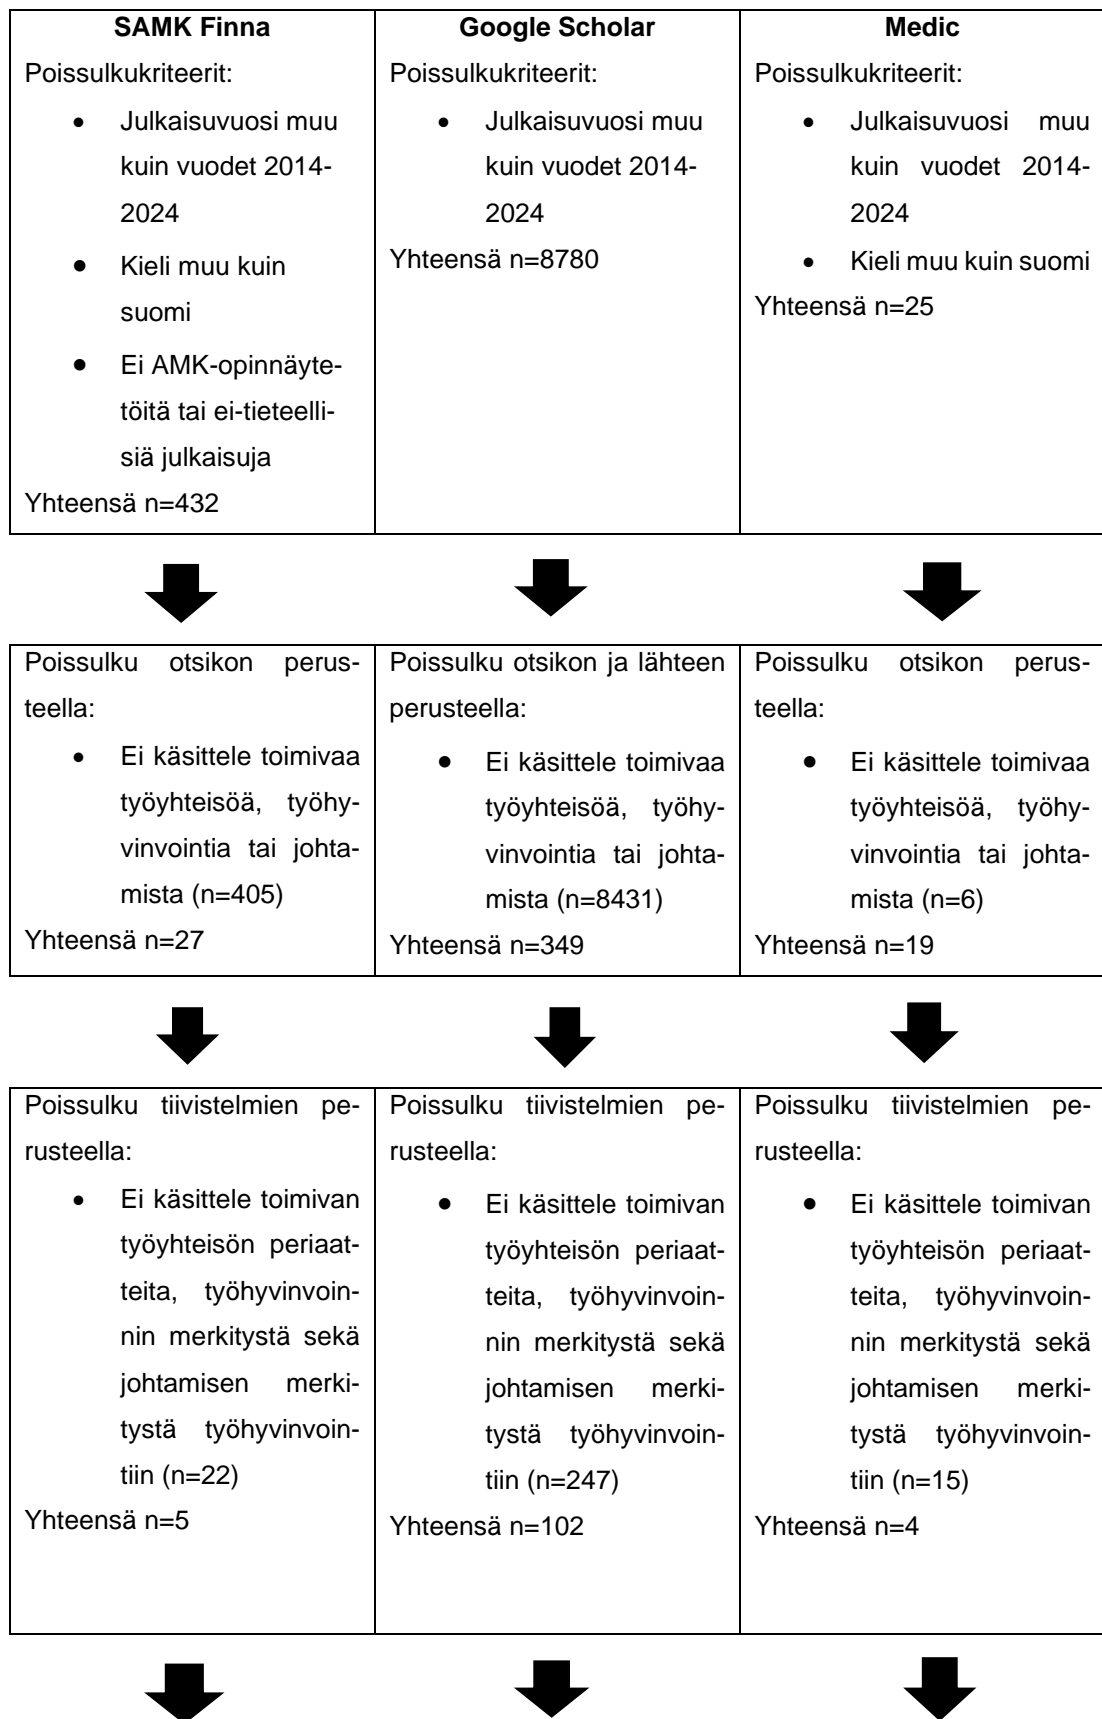 SAMK Finna
Poissulkukriteerit:
• Julkaisuvuosi muu
kuin vuodet 2014-
2024
• Kieli muu kuin
suomi
• Ei AMK-opinnäyte-
töitä tai ei-tieteelli-
siä julkaisuja
Yhteensä n=432
Google Scholar
Poissulkukriteerit:
• Julkaisuvuosi muu
kuin vuodet 2014-
2024
Yhteensä n=8780
Medic
Poissulkukriteerit:
• Julkaisuvuosi muu
kuin vuodet 2014-
2024
• Kieli muu kuin suomi
Yhteensä n=25
Poissulku otsikon perus-
teella:
• Ei käsittele toimivaa
työyhteisöä, työhy-
vinvointia tai johta-
mista (n=405)
Yhteensä n=27
Poissulku otsikon ja lähteen
perusteella:
• Ei käsittele toimivaa
työyhteisöä, työhy-
vinvointia tai johta-
mista (n=8431)
Yhteensä n=349
Poissulku otsikon perus-
teella:
• Ei käsittele toimivaa
työyhteisöä, työhy-
vinvointia tai johta-
mista (n=6)
Yhteensä n=19
Poissulku tiivistelmien pe-
rusteella:
• Ei käsittele toimivan
työyhteisön periaat-
teita, työhyvinvoin-
nin merkitystä sekä
johtamisen merki-
tystä työhyvinvoin-
tiin (n=22)
Yhteensä n=5
Poissulku tiivistelmien pe-
rusteella:
• Ei käsittele toimivan
työyhteisön periaat-
teita, työhyvinvoin-
nin merkitystä sekä
johtamisen merki-
tystä työhyvinvoin-
tiin (n=247)
Yhteensä n=102
Poissulku tiivistelmien pe-
rusteella:
• Ei käsittele toimivan
työyhteisön periaat-
teita, työhyvinvoin-
nin merkitystä sekä
johtamisen merki-
tystä työhyvinvoin-
tiin (n=15)
Yhteensä n=4